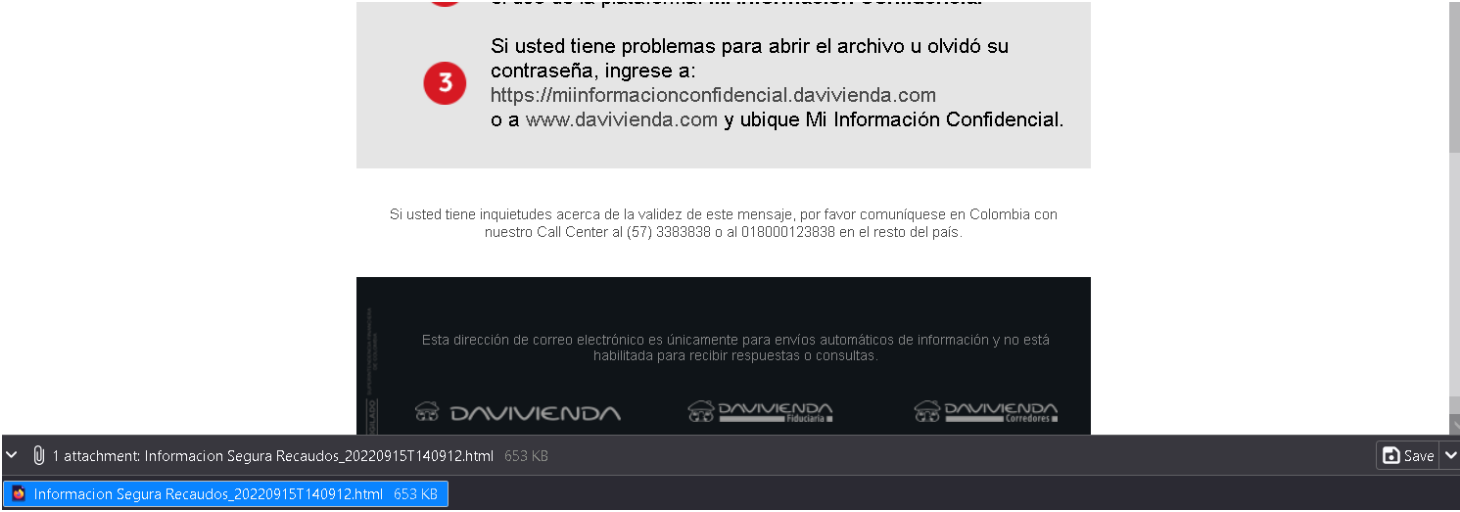 3
Si usted tiene problemas para abrir el archivo u olvidó su
contraseña, ingrese a:
https://miinformacionconfidencial.davivienda.com
o a www.davivienda.com y ubique Mi Información Confidencial.
Si usted tiene inquietudes acerca de la validez de este mensaje, por favor comuníquese en Colombia con
nuestro Call Center al (57) 3383838 o al 018000123838 en el resto del país.
Esta dirección de correo electrónico es únicamente para envíos automáticos de información y no está
habilitada para recibir respuestas o consultas.
DAVIVIENDA
DAVIVIENDA
Fiduciaria
DAVIVIENDA
Corredores
1 attachment: Informacion Segura Recaudos_20220915T140912.html 653 KB
Save
Informacion Segura Recaudos_20220915T140912.html 653 KB